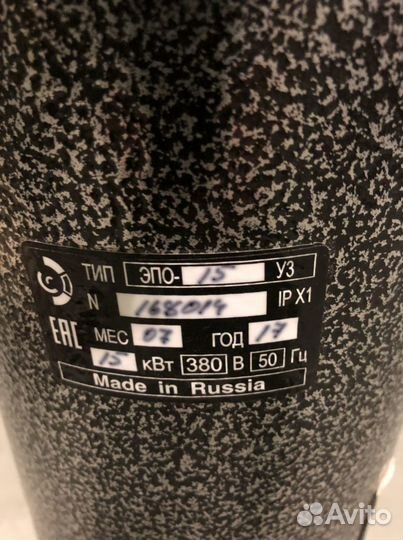 ТИП ЭПО- 15 У3
N 168014 IP X1
EAC МЕС 07 ГОД 17
15 кВт 380 В 50 Гц
Made in Russia
Avito